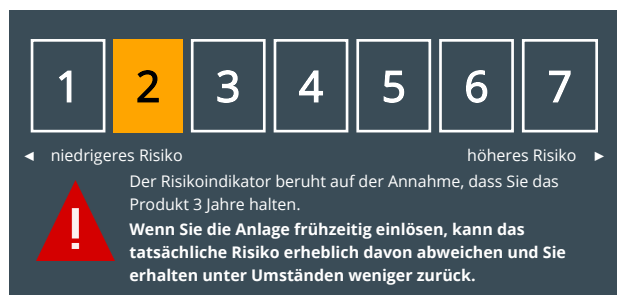 1 2 3 4 5 6 7
◄ niedrigeres Risiko höheres Risiko ►
Der Risikoindikator beruht auf der Annahme, dass Sie das
Produkt 3 Jahre halten.
Wenn Sie die Anlage frühzeitig einlösen, kann das
tatsächliche Risiko erheblich davon abweichen und Sie
erhalten unter Umständen weniger zurück.
!